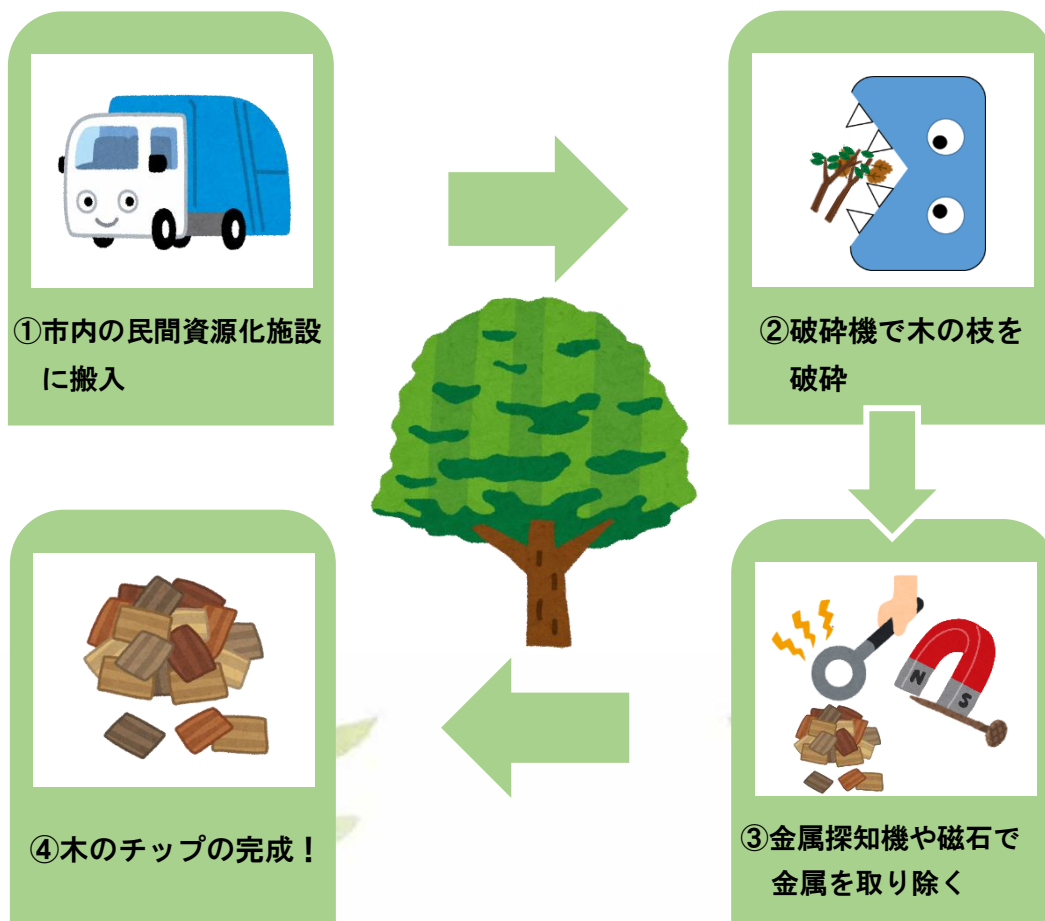 ①市内の民間資源化施設
に搬入
②破砕機で木の枝を
破砕
N
S
③金属探知機や磁石で
金属を取り除く
④木のチップの完成！